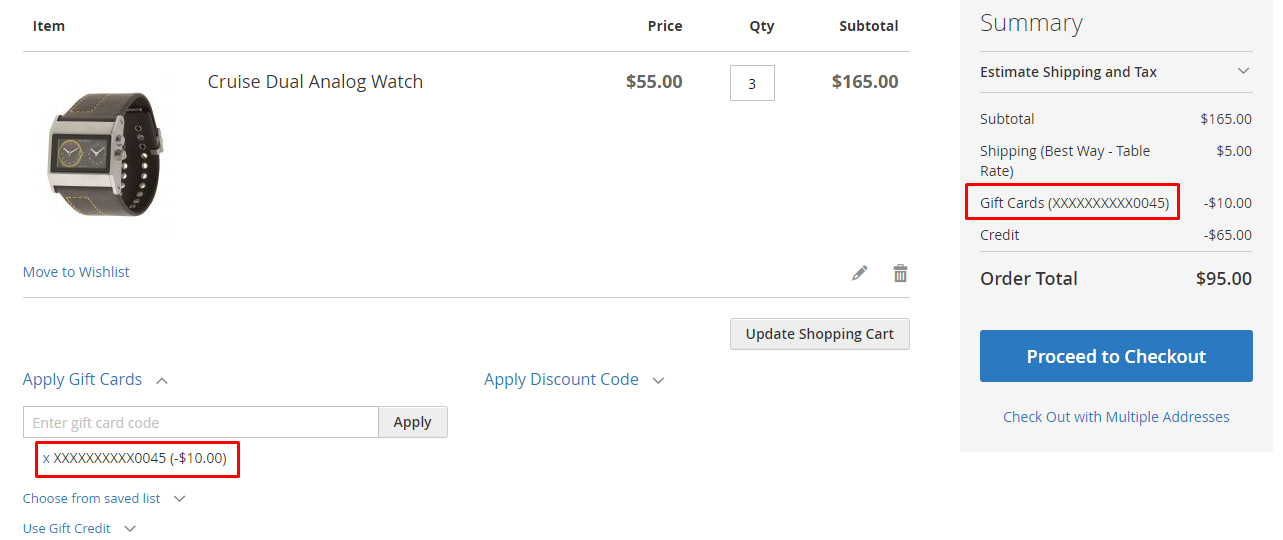 Item Price Qty Subtotal
Cruise Dual Analog Watch $55.00 3 $165.00
Move to Wishlist
Update Shopping Cart
Apply Gift Cards
Enter gift card code Apply
x XXXXXXXXXX0045 (-$10.00)
Choose from saved list
Use Gift Credit
Apply Discount Code
Summary
Estimate Shipping and Tax
Subtotal $165.00
Shipping (Best Way - Table $5.00
Rate)
Gift Cards (XXXXXXXXXX0045) -$10.00
Credit -$65.00
Order Total $95.00
Proceed to Checkout
Check Out with Multiple Addresses